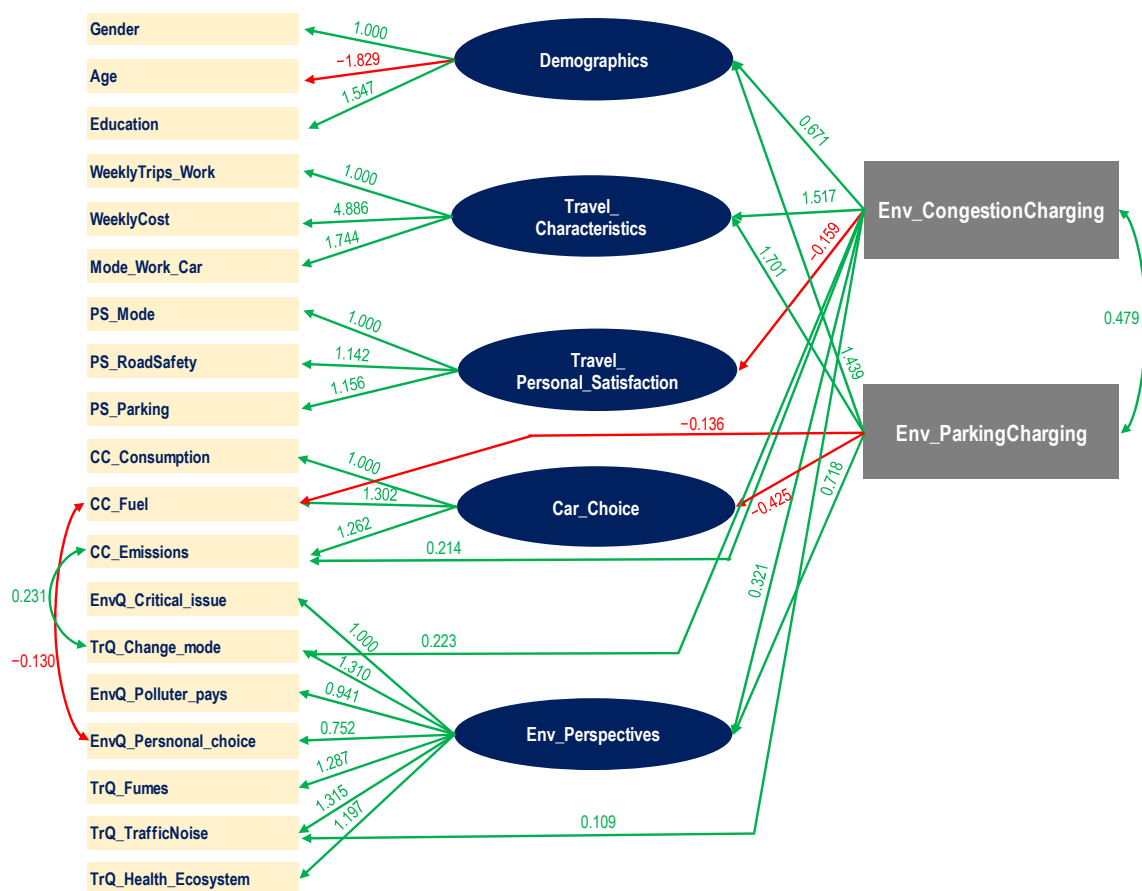 Gender
Age
Education
WeeklyTrips_Work
WeeklyCost
Mode_Work_Car
PS_Mode
PS_RoadSafety
PS_Parking
CC_Consumption
CC_Fuel
CC_Emissions
EnvQ_Critical_issue
TrQ_Change_mode
EnvQ_Polluter_pays
EnvQ_Persnonal_choice
TrQ_Fumes
TrQ_TrafficNoise
TrQ_Health_Ecosystem
0.231
−0.130
1.000
−1.829
1.547
1.000
4.886
1.744
1.000
1.142
1.156
1.000
1.302
1.262
0.214
1.000
0.223
1.310
0.941
0.752
1.287
1.315
1.197
0.109
Demographics
Travel_
Characteristics
Travel_
Personal_Satisfaction
Car_Choice
Env_Perspectives
0.671
1.517
−0.159
1.701
1.439
−0.136
−0.425
0.718
0.321
Env_CongestionCharging
Env_ParkingCharging
0.479